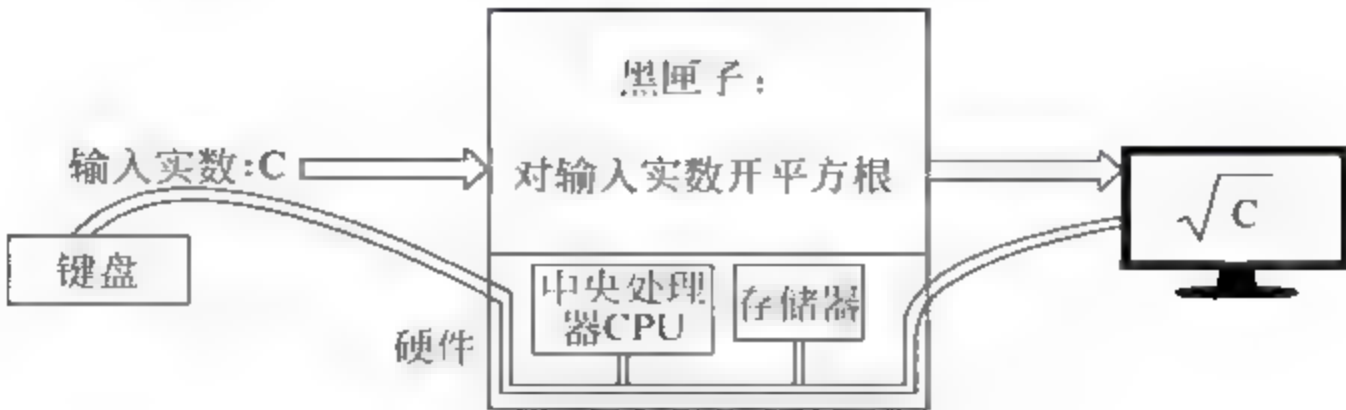 黑匣子：
输入实数:C
对输入实数开平方根
√C
键盘
中央处理
器CPU
存储器
硬件